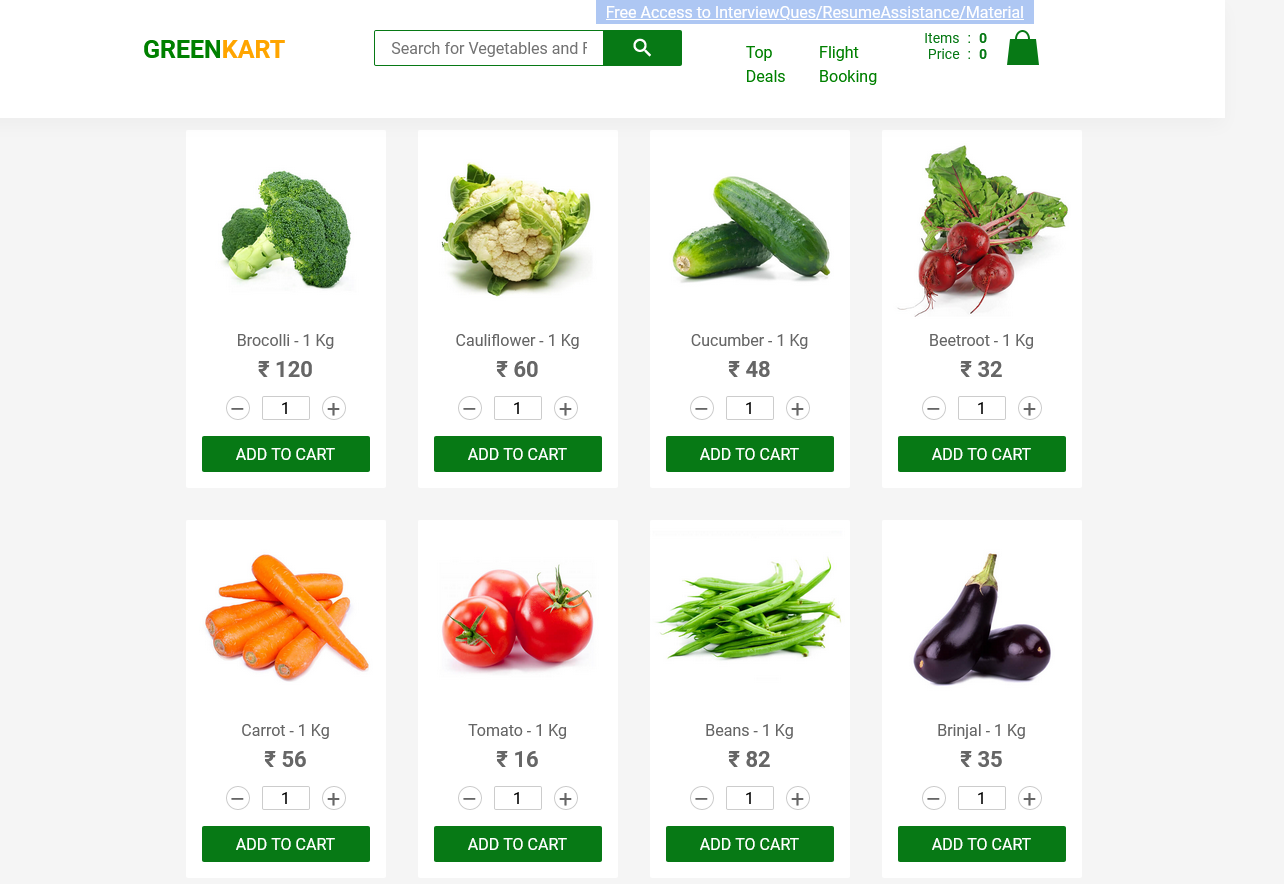 Free Access to InterviewQues/ResumeAssistance/Material
GREENKART
Search for Vegetables and F
Top Deals
Flight Booking
Items : 0
Price : 0
Brocolli - 1 Kg
₹ 120
1
ADD TO CART
Cauliflower - 1 Kg
₹ 60
1
ADD TO CART
Cucumber - 1 Kg
₹ 48
1
ADD TO CART
Beetroot - 1 Kg
₹ 32
1
ADD TO CART
Carrot - 1 Kg
₹ 56
1
ADD TO CART
Tomato - 1 Kg
₹ 16
1
ADD TO CART
Beans - 1 Kg
₹ 82
1
ADD TO CART
Brinjal - 1 Kg
₹ 35
1
ADD TO CART